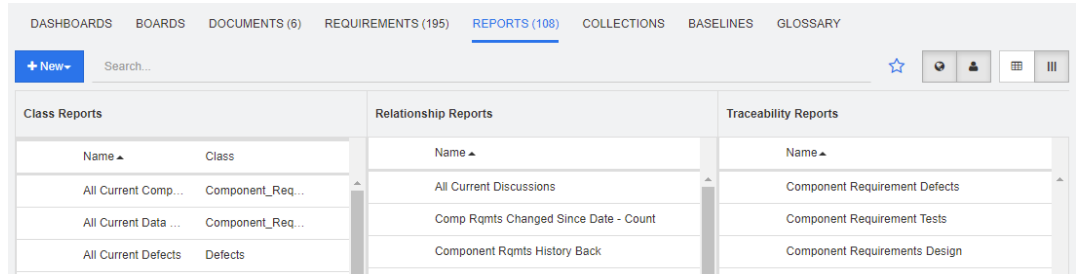 DASHBOARDS BOARDS DOCUMENTS (6) REQUIREMENTS (195) REPORTS (108) COLLECTIONS BASELINES GLOSSARY
+ New Search...
Class Reports Relationship Reports Traceability Reports
Name Class Name Name
All Current Comp... Component_Req... All Current Discussions Component Requirement Defects
All Current Data ... Component_Req... Comp Rqmts Changed Since Date - Count Component Requirement Tests
All Current Defects Defects Component Rqmts History Back Component Requirements Design